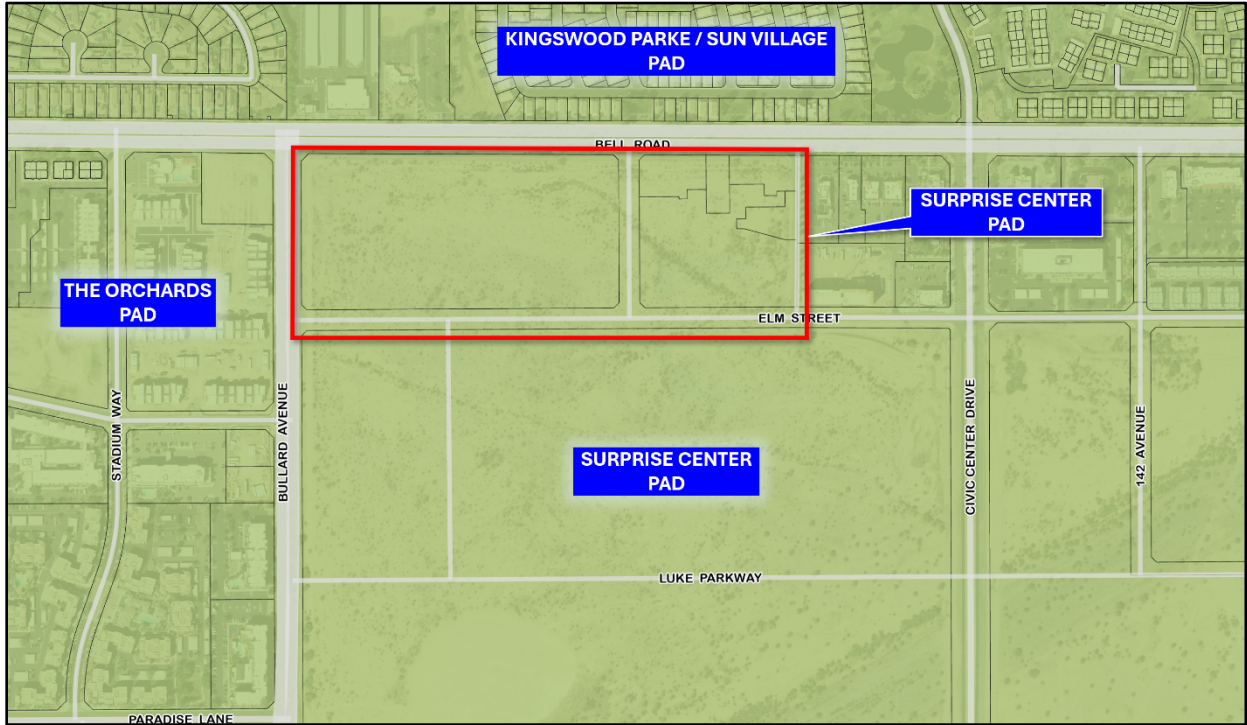 KINGSWOOD PARKE / SUN VILLAGE
PAD
BELL ROAD
SURPRISE CENTER
PAD
THE ORCHARDS
PAD
ELM STREET
STADIUM WAY
BULLARD AVENUE
SURPRISE CENTER
PAD
CIVIC CENTER DRIVE
142 AVENUE
LUKE PARKWAY
PARADISE LANE